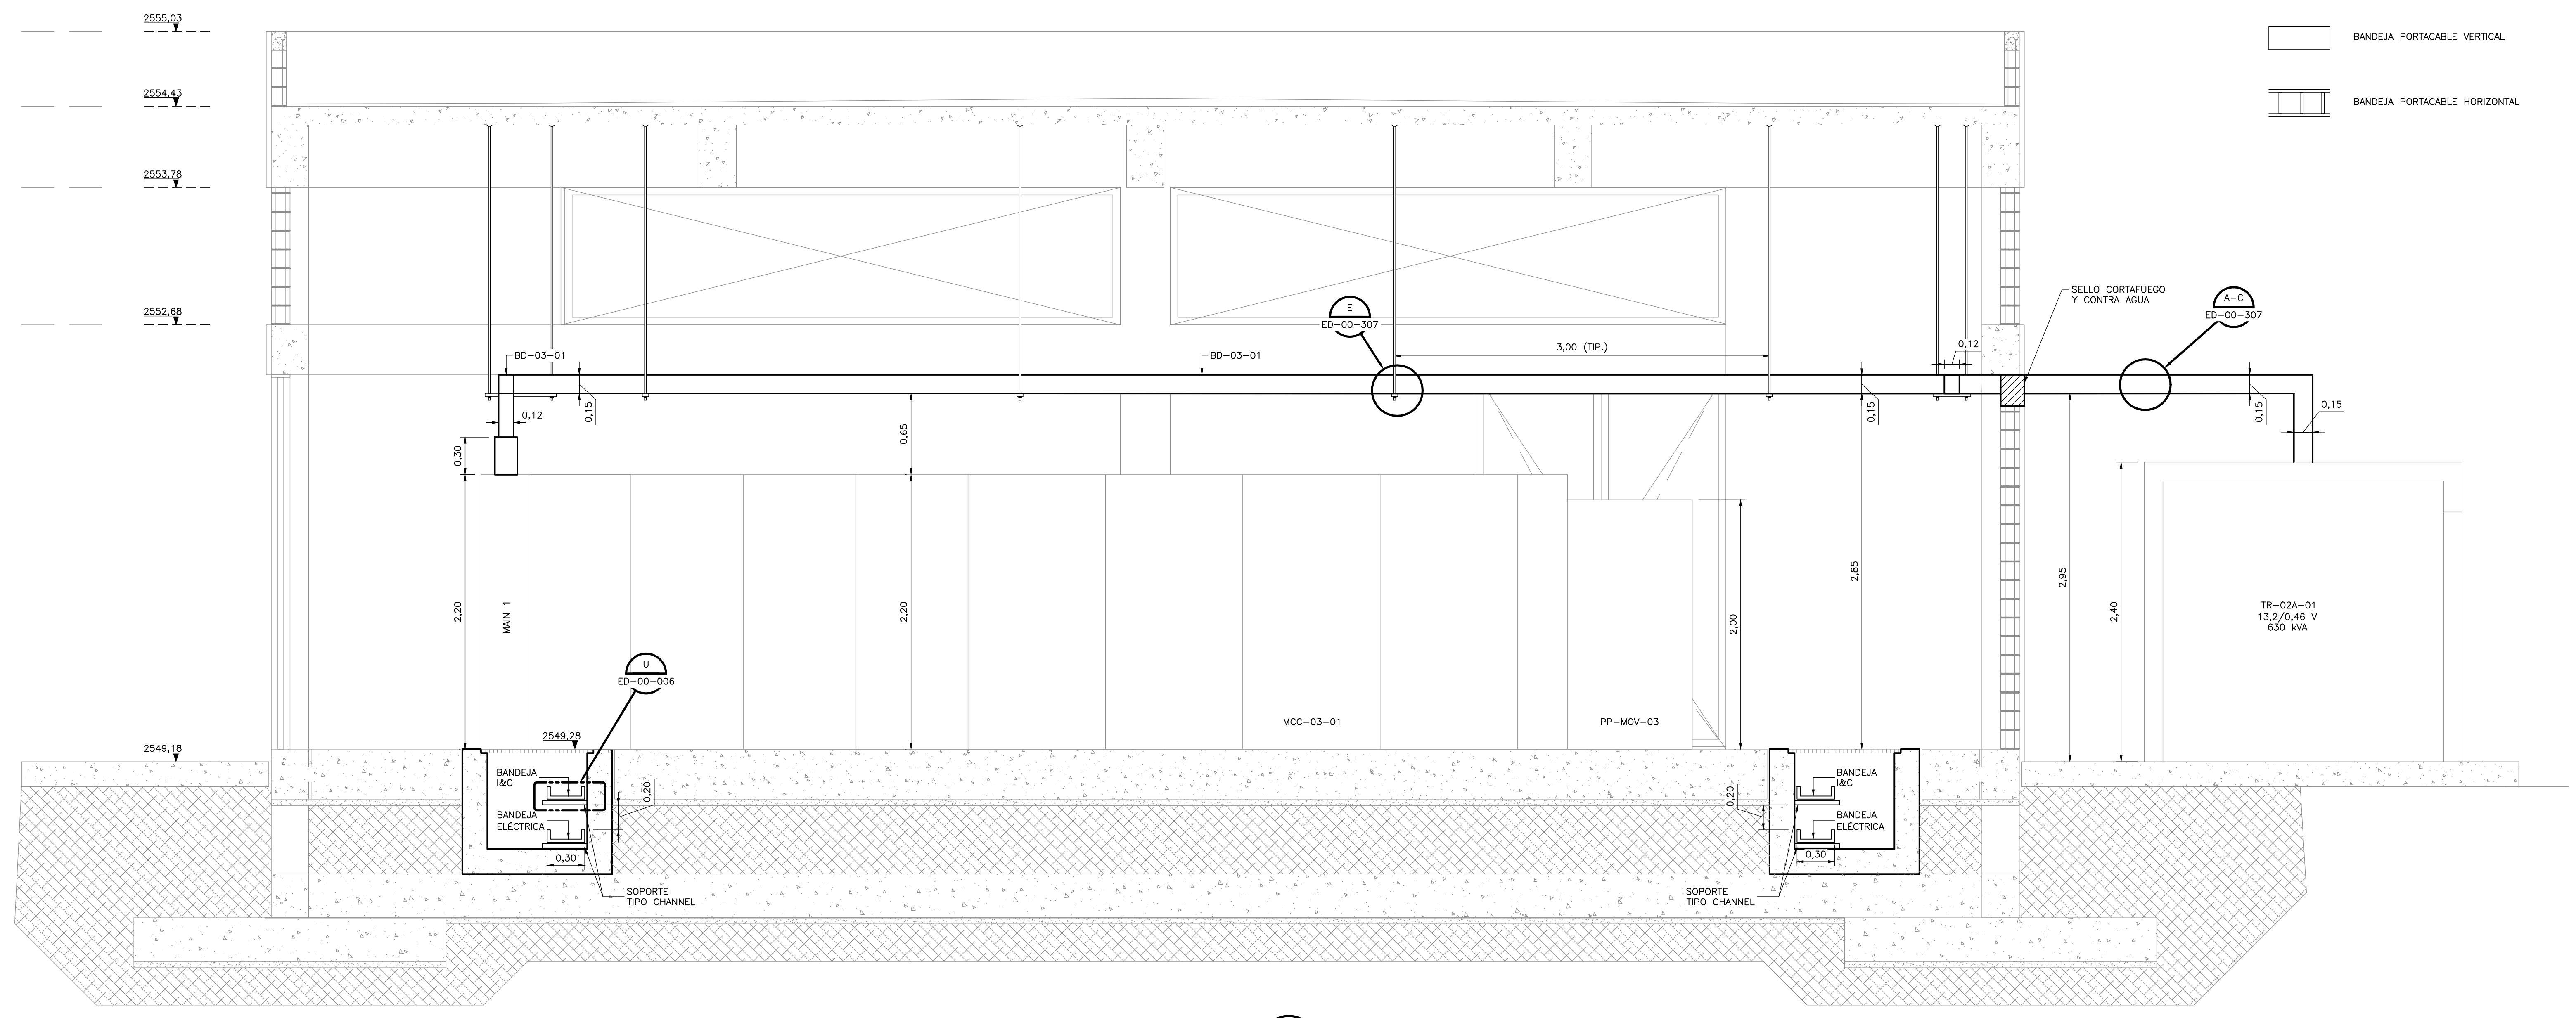 2555,03
BANDEJA PORTACABLE VERTICAL
2554,43
BANDEJA PORTACABLE HORIZONTAL
2553,78
2552,68
E
ED-00-307
SELLO CORTAFUEGO
Y CONTRA AGUA
A-C
ED-00-307
BD-03-01
BD-03-01
3,00 (TIP.)
0,12
0,15
0,12
0,15
0,15
0,15
0,30
0,65
2,20
MAIN 1
2,20
2,00
2,85
2,95
2,40
TR-02A-01
13,2/0,46 V
630 kVA
U
ED-00-006
MCC-03-01
PP-MOV-03
2549,18
2549,28
BANDEJA
I&C
0,20
BANDEJA
ELÉCTRICA
0,30
SOPORTE
TIPO CHANNEL
BANDEJA
I&C
0,20
BANDEJA
ELÉCTRICA
0,30
SOPORTE
TIPO CHANNEL